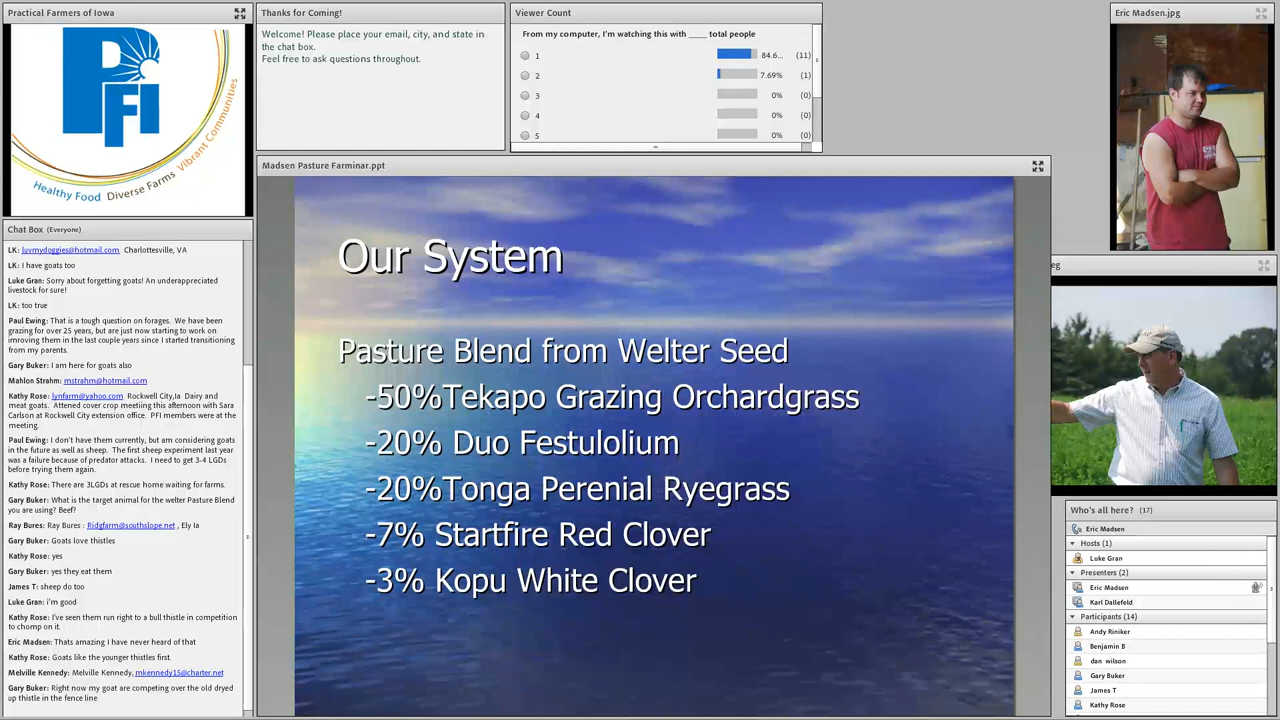 Practical Farmers of Iowa
PFI
Healthy Food Diverse Farms Vibrant Communities
Thanks for Coming!
Welcome! Please place your email, city, and state in
the chat box.
Feel free to ask questions throughout.
Viewer Count
From my computer, I'm watching this with ____ total people
1 84.6... (11)
2 7.69% (1)
3 0% (0)
4 0% (0)
5 0% (0)
Eric Madsen.jpg
Chat Box (Everyone)
LK: luvmydoggies@hotmail.com Charlottesville, VA
LK: I have goats too
Luke Gran: Sorry about forgetting goats! An underappreciated
livestock for sure!
LK: too true
Paul Ewing: That is a tough question on forages. We have been
grazing for over 25 years, but are just now starting to work on
imroving them in the last couple years since I started transitioning
from my parents.
Gary Buker: I am here for goats also
Mahlon Strahm: mstrahm@hotmail.com
Kathy Rose: lynfarm@yahoo.com Rockwell City,Ia Dairy and
meat goats. Attened cover crop meeting this afternoon with Sara
Carlson at Rockwell City extension office. PFI members were at the
meeting.
Paul Ewing: I don't have them currently, but am considering goats
in the future as well as sheep. The first sheep experiment last year
was a failure because of predator attacks. I need to get 3-4 LGDs
before trying them again.
Kathy Rose: There are 3LGDs at rescue home waiting for farms.
Gary Buker: What is the target animal for the welter Pasture Blend
you are using? Beef?
Ray Bures: Ray Bures : Ridgfarm@southslope.net , Ely Ia
Gary Buker: Goats love thistles
Kathy Rose: yes
Gary Buker: yes they eat them
James T: sheep do too
Luke Gran: i'm good
Kathy Rose: I've seen them run right to a bull thistle in competition
to chomp on it.
Eric Madsen: Thats amazing I have never heard of that
Kathy Rose: Goats like the younger thistles first.
Melville Kennedy: Melville Kennedy, mkennedy15@charter.net
Gary Buker: Right now my goat are competing over the old dryed
up thistle in the fence line
Madsen Pasture Farminar.ppt
Our System
Pasture Blend from Welter Seed
-50%Tekapo Grazing Orchardgrass
-20% Duo Festulolium
-20%Tonga Perenial Ryegrass
-7% Startfire Red Clover
-3% Kopu White Clover
eg
Who's all here? (17)
Eric Madsen
Hosts (1)
Luke Gran
Presenters (2)
Eric Madsen
Karl Dallefeld
Participants (14)
Andy Riniker
Benjamin B
dan wilson
Gary Buker
James T
Kathy Rose